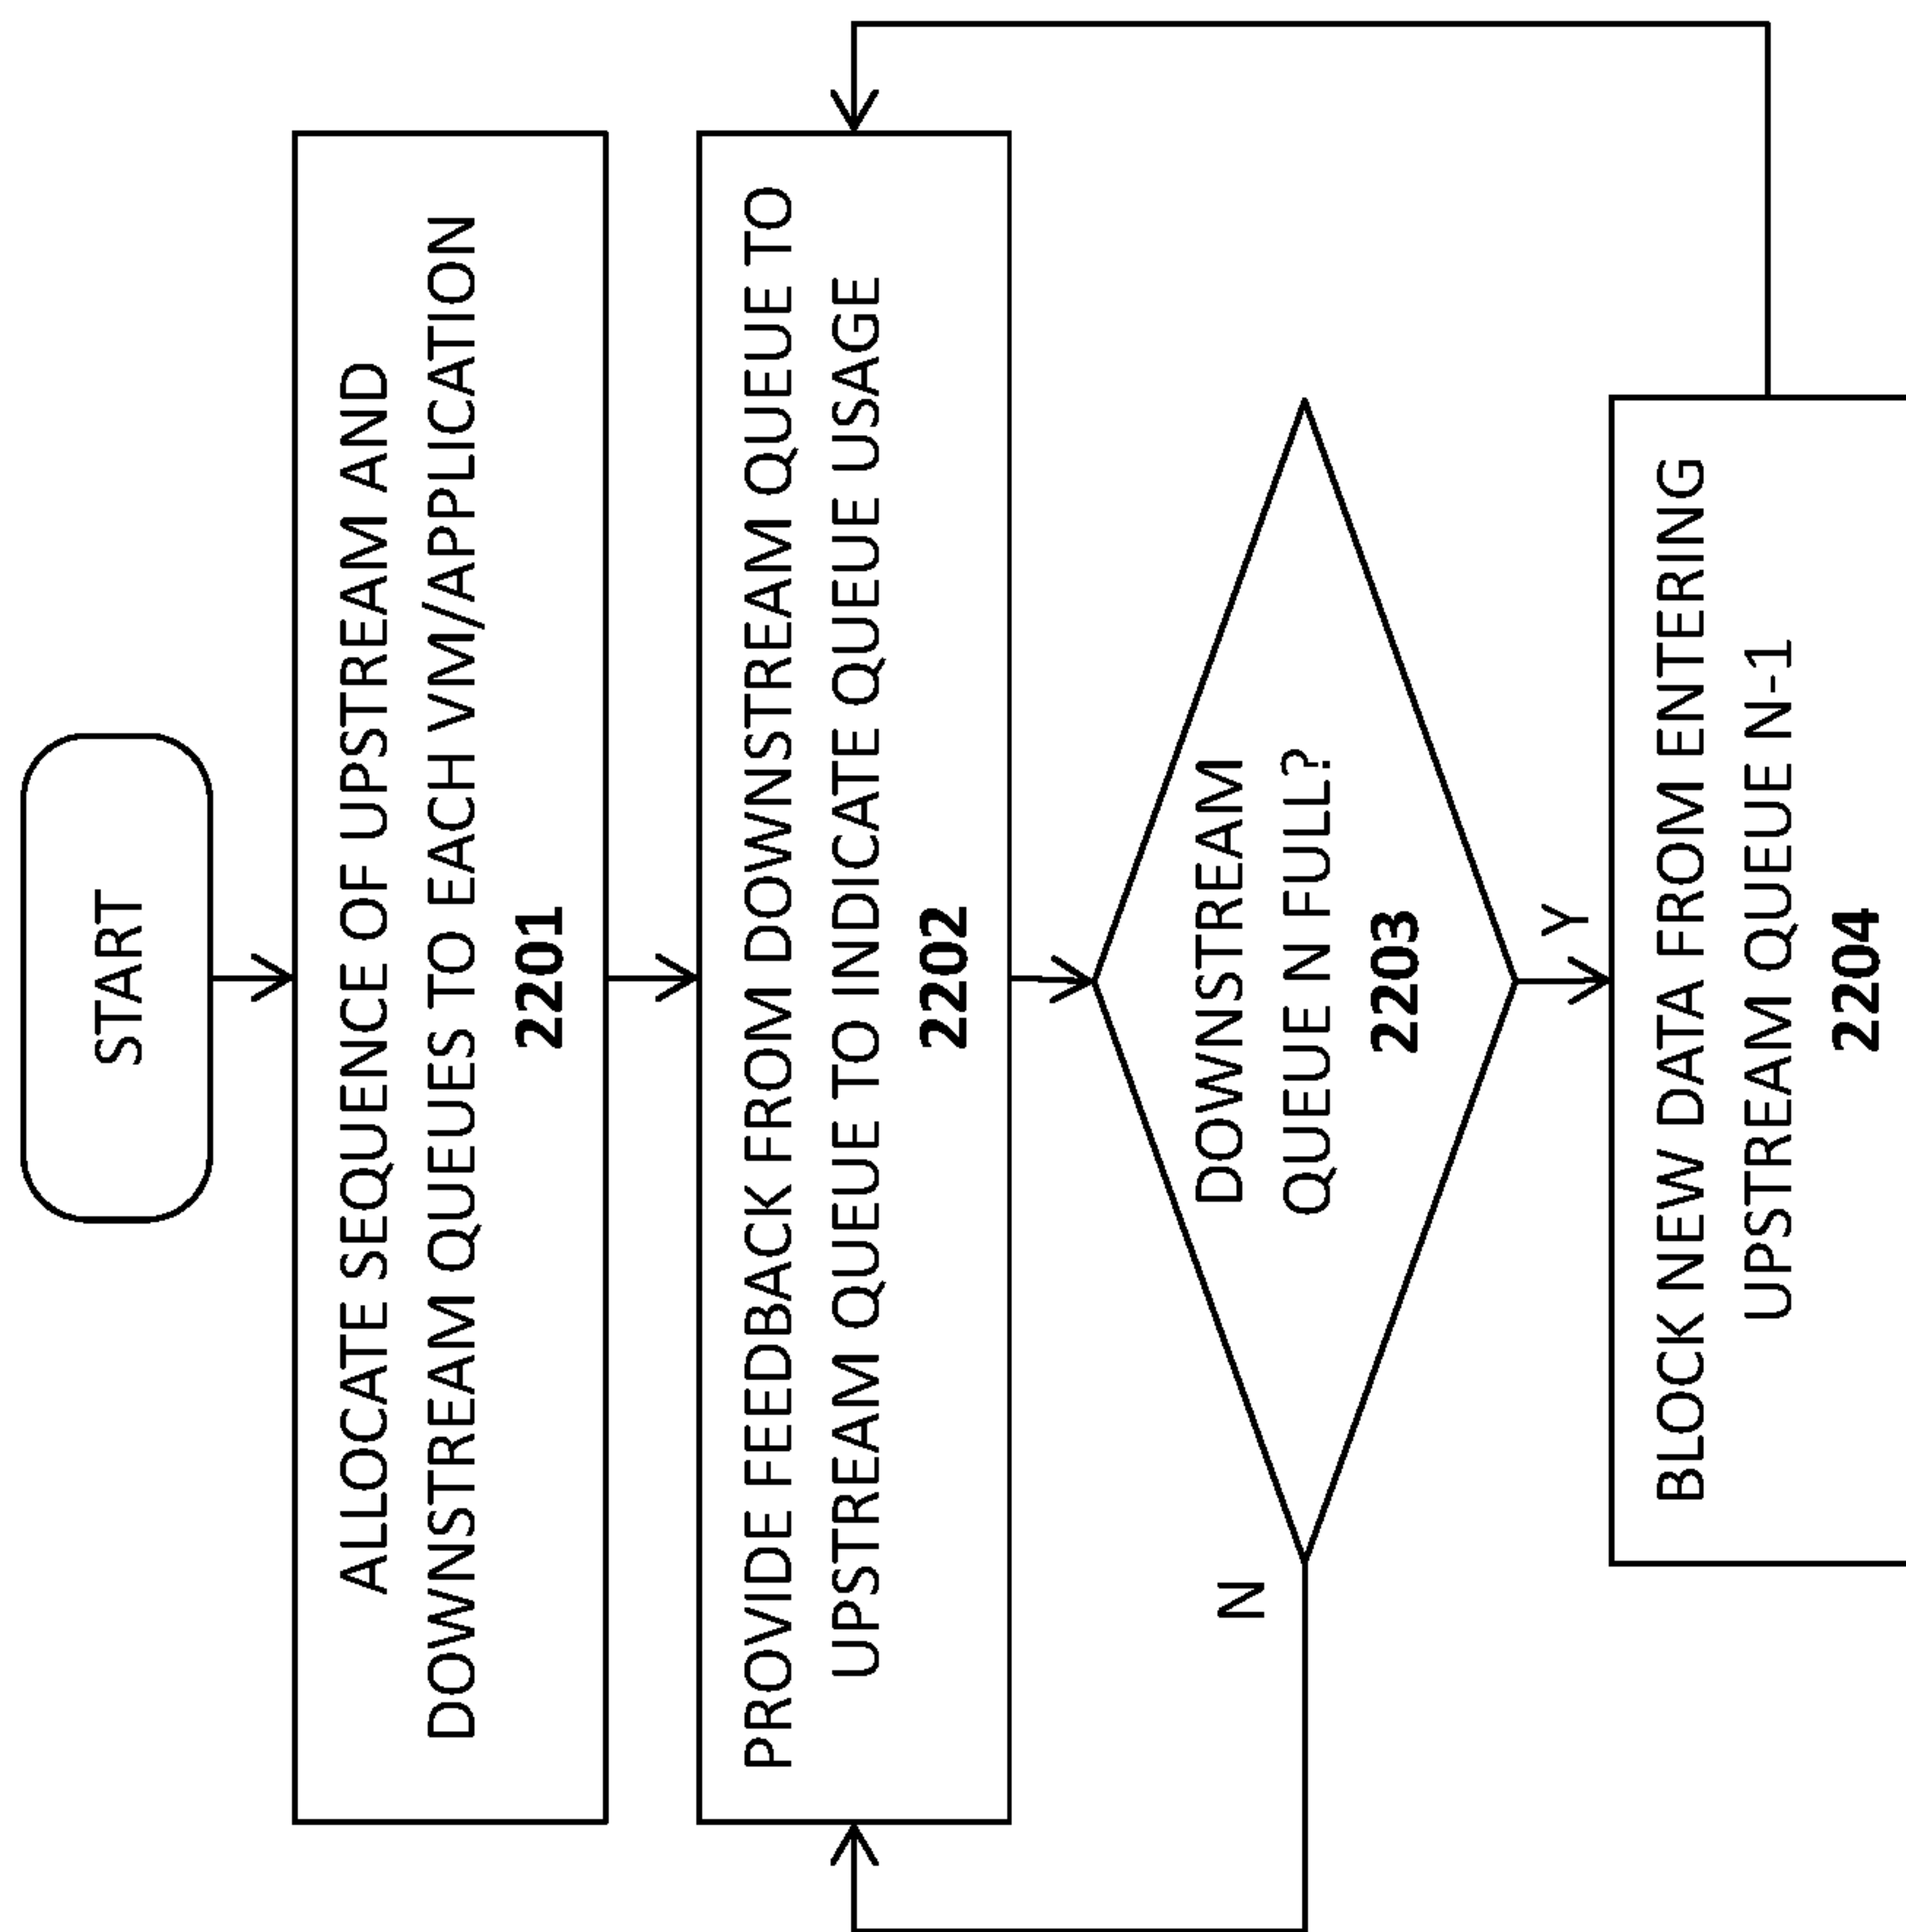 START
ALLOCATE SEQUENCE OF UPSTREAM AND
DOWNSTREAM QUEUES TO EACH VM/APPLICATION
2201
PROVIDE FEEDBACK FROM DOWNSTREAM QUEUE TO
UPSTREAM QUEUE TO INDICATE QUEUE USAGE
2202
DOWNSTREAM
QUEUE N FULL?
2203
N
Y
BLOCK NEW DATA FROM ENTERING
UPSTREAM QUEUE N-1
2204